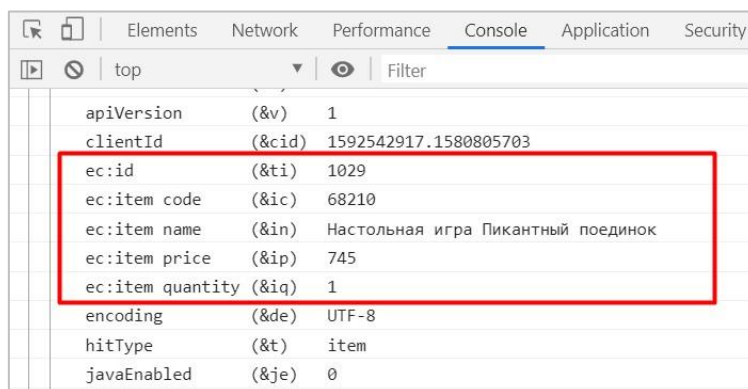 Elements Network Performance Console Application Security
top Filter
apiVersion (&v) 1
clientId (&cid) 1592542917.1580805703
ec:id (&ti) 1029
ec:item code (&ic) 68210
ec:item name (&in) Настольная игра Пикантный поединок
ec:item price (&ip) 745
ec:item quantity (&iq) 1
encoding (&de) UTF-8
hitType (&t) item
javaEnabled (&je) 0